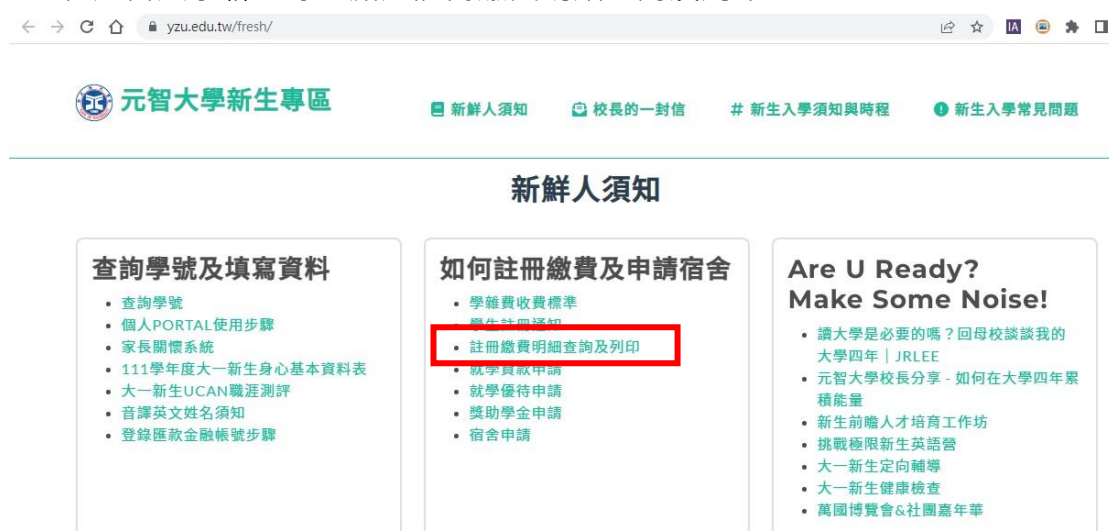 yzu.edu.tw/fresh/
IA
元智大學新生專區
新鮮人須知
校長的一封信
# 新生入學須知與時程
新生入學常見問題
新鮮人須知
查詢學號及填寫資料
• 查詢學號
• 個人PORTAL使用步驟
• 家長關懷系統
• 111學年度大一新生身心基本資料表
• 大一新生UCAN職涯測評
• 音譯英文姓名須知
• 登錄匯款金融帳號步驟
如何註冊繳費及申請宿舍
• 學雜費收費標準
• 學生註冊通知
• 註冊繳費明細查詢及列印
• 就學貸款申請
• 就學優待申請
• 獎助學金申請
• 宿舍申請
Are U Ready?
Make Some Noise!
• 讀大學是必要的嗎？回母校談談我的
大學四年｜JRLEE
• 元智大學校長分享 - 如何在大學四年累
積能量
• 新生前瞻人才培育工作坊
• 挑戰極限新生英語營
• 大一新生定向輔導
• 大一新生健康檢查
• 萬國博覽會&社團嘉年華